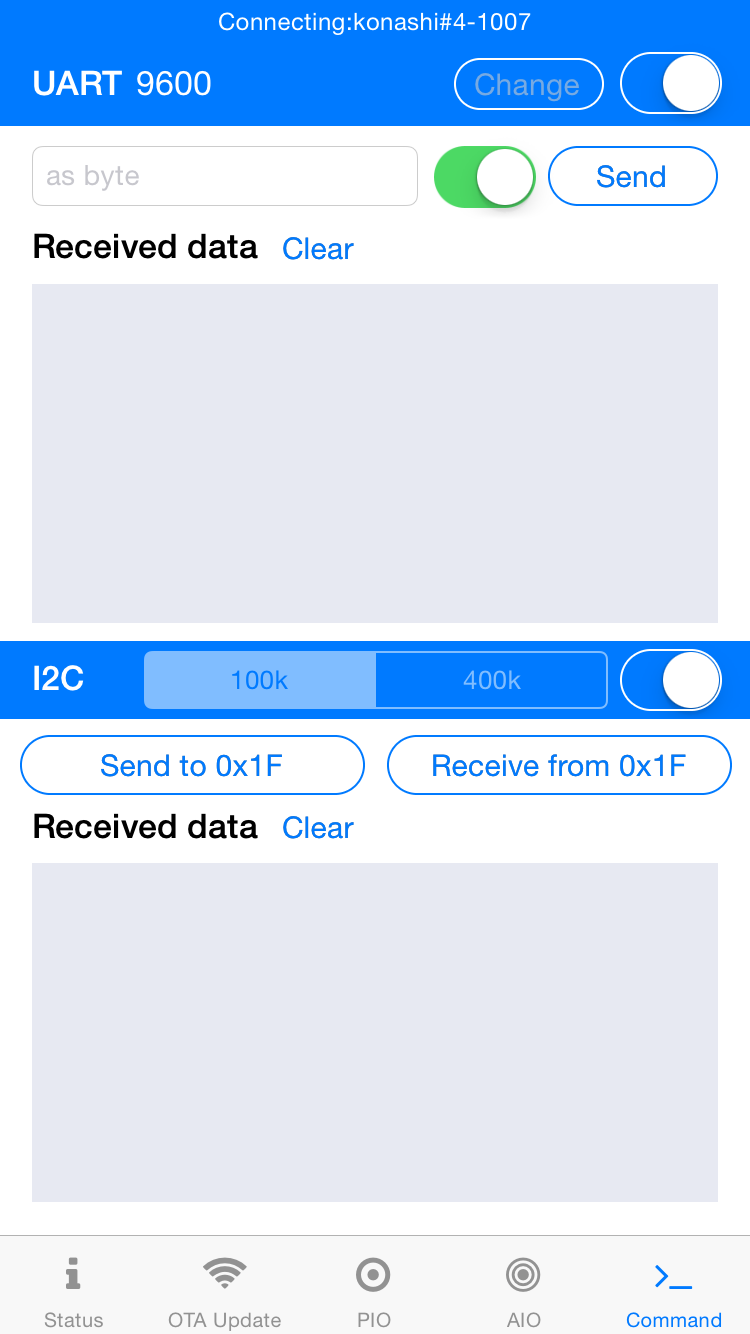 Connecting:konashi#4-1007
UART 9600 Change
as byte Send
Received data Clear
I2C 100k 400k
Send to 0x1F Receive from 0x1F
Received data Clear
Status OTA Update PIO AIO Command